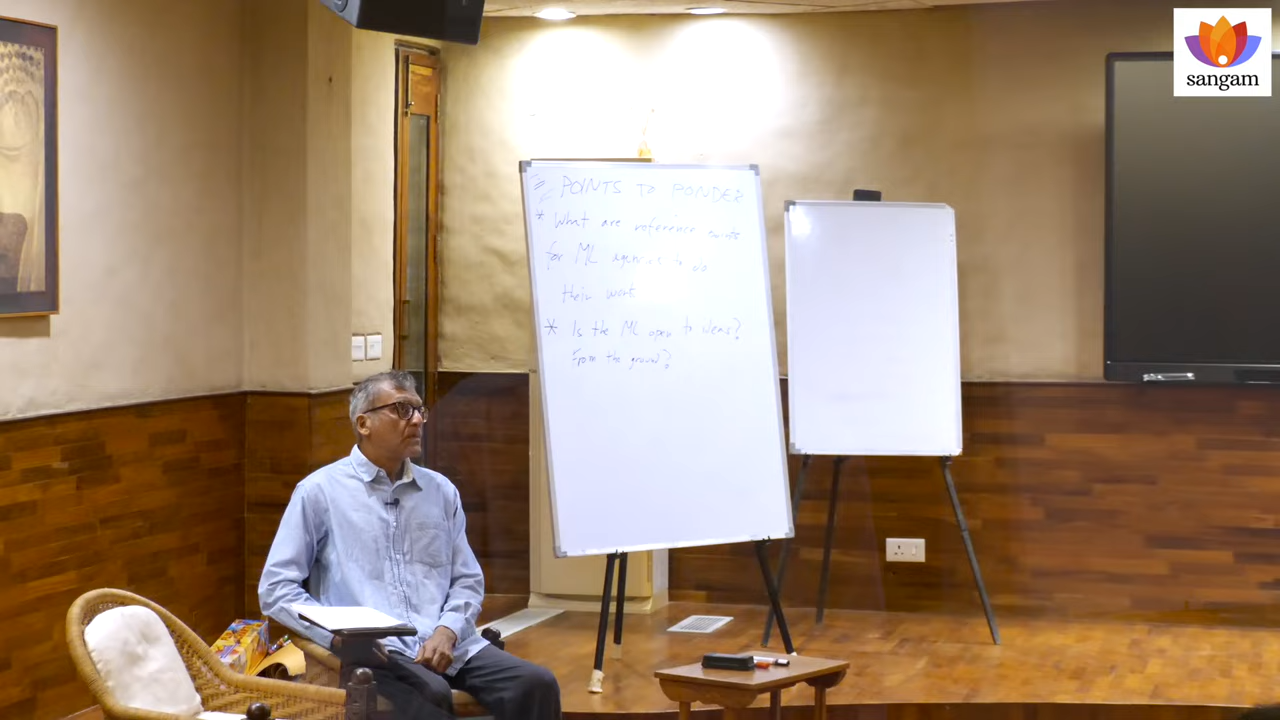 POINTS TO PONDER
* What are reference points
for ML agencies to do
their work
* Is the ML open to ideas?
From the ground?
sangam